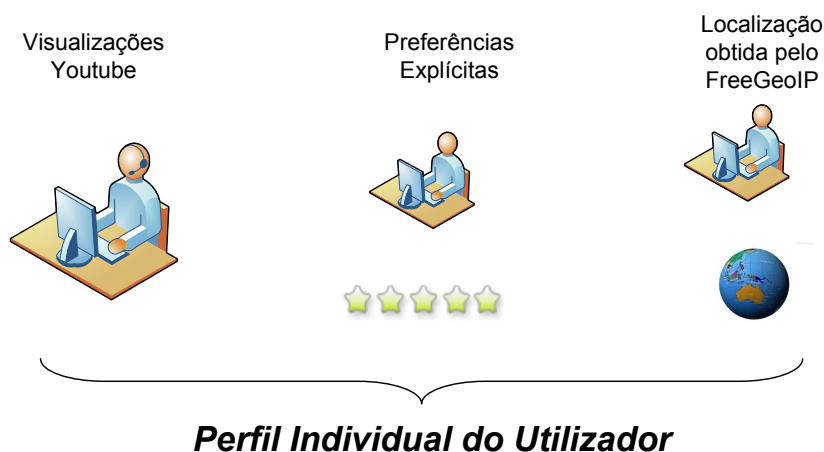 Visualizações
Youtube
Preferências
Explícitas
Localização
obtida pelo
FreeGeoIP
Perfil Individual do Utilizador